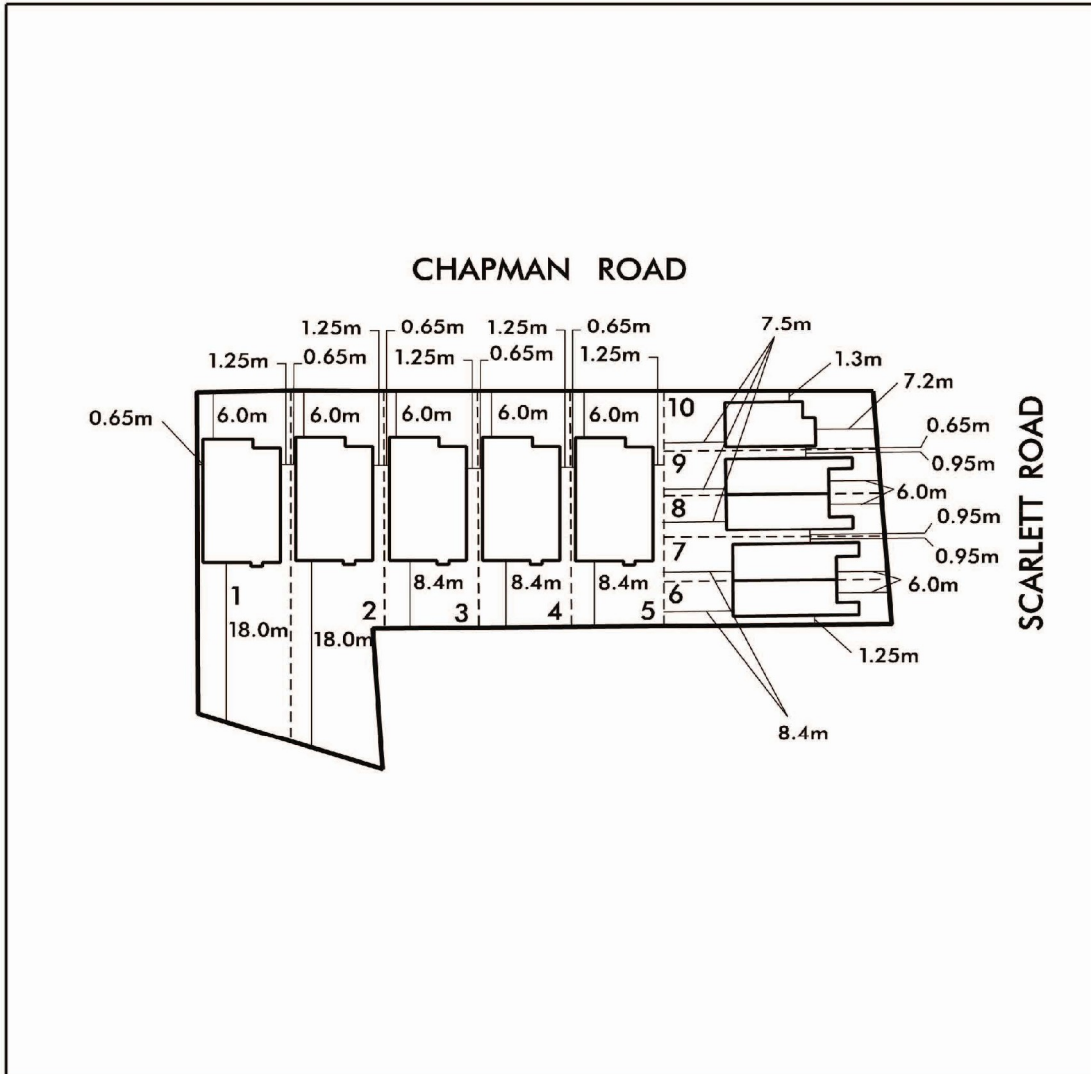 CHAPMAN ROAD
1.25m 0.65m 1.25m 0.65m 7.5m
1.25m 0.65m 1.25m 0.65m 1.25m 1.3m
7.2m
0.65m 6.0m 6.0m 6.0m 6.0m 6.0m 10
0.65m
9 0.95m
8 6.0m
0.95m
7 0.95m
6 6.0m
1 2 8.4m 3 8.4m 4 8.4m 5
18.0m 18.0m 1.25m
8.4m
SCARLETT ROAD